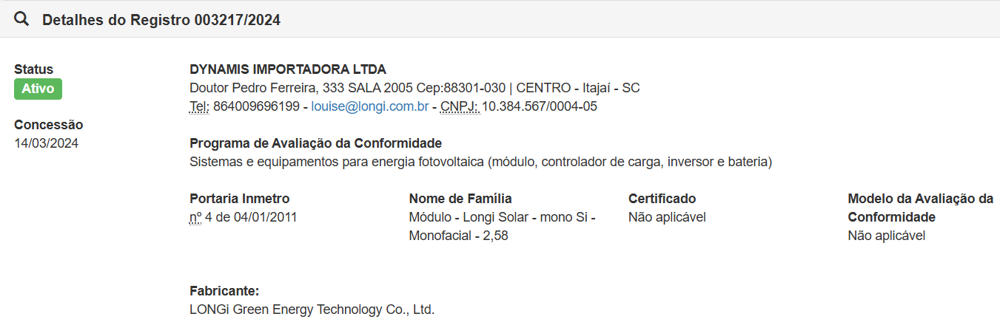 Detalhes do Registro 003217/2024
Status
Ativo
Concessão
14/03/2024
DYNAMIS IMPORTADORA LTDA
Doutor Pedro Ferreira, 333 SALA 2005 Cep:88301-030 | CENTRO - Itajaí - SC
Tel: 864009696199 - louise@longi.com.br - CNPJ: 10.384.567/0004-05
Programa de Avaliação da Conformidade
Sistemas e equipamentos para energia fotovoltaica (módulo, controlador de carga, inversor e bateria)
Portaria Inmetro
nº 4 de 04/01/2011
Nome de Família
Módulo - Longi Solar - mono Si -
Monofacial - 2,58
Certificado
Não aplicável
Modelo da Avaliação da
Conformidade
Não aplicável
Fabricante:
LONGi Green Energy Technology Co., Ltd.